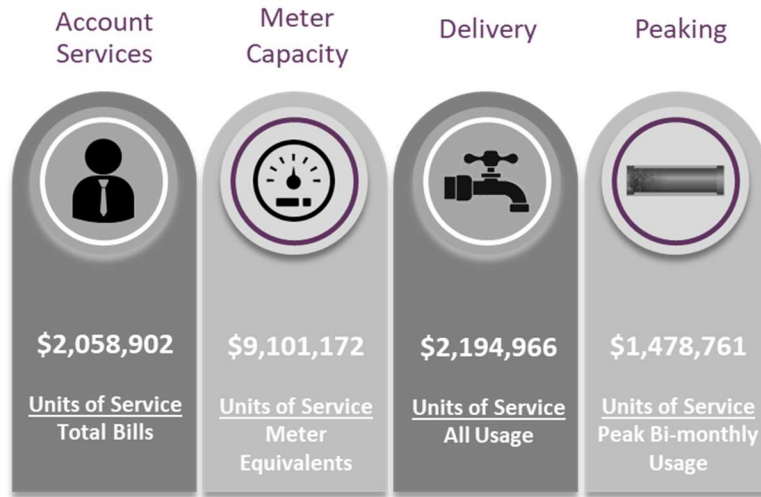 Account
Services
Meter
Capacity
Delivery
Peaking
$2,058,902
Units of Service
Total Bills
$9,101,172
Units of Service
Meter
Equivalents
$2,194,966
Units of Service
All Usage
$1,478,761
Units of Service
Peak Bi-monthly
Usage